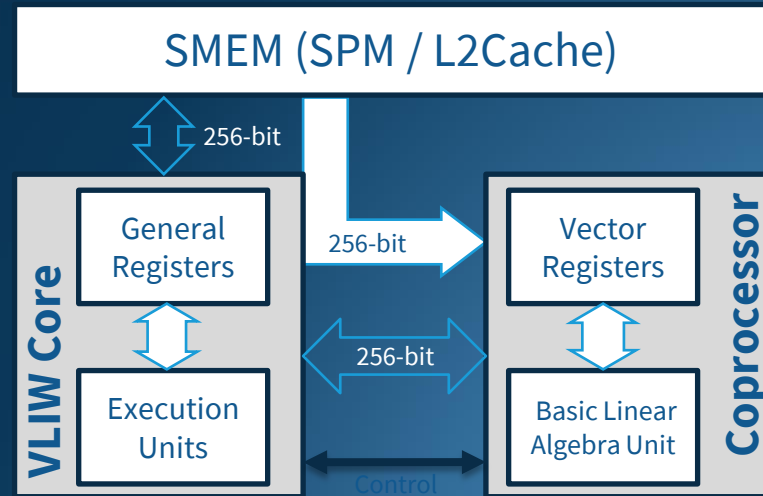 SMEM (SPM / L2Cache)
256-bit
VLIW Core
General
Registers
256-bit
Vector
Registers
Coprocessor
256-bit
Execution
Units
Basic Linear
Algebra Unit
Control